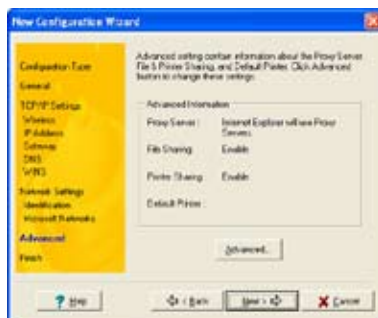 New Configuration Wizard
Configuration Type
General
TCP/IP Settings
Wireless
IP Address
Gateway
DNS
WINS
Network Settings
Identification
Microsoft Networks
Advanced
Finish
Advanced setting contain information about the Proxy Server
File & Printer Sharing, and Default Printer. Click Advanced
button to change these settings.
Advanced Information
Proxy Server :
Internet Explorer will use Proxy
Servers.
File Sharing :
Enable
Printer Sharing :
Enable
Default Printer :
Advanced...
? Help
< Back
Next >
Cancel